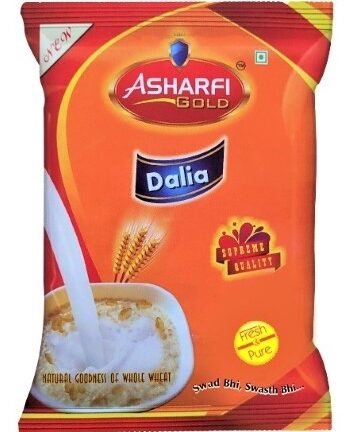 NEW
ASHARFI
GOLD
TM
Dalia
SUPREME
QUALITY
Fresh
&
Pure
NATURAL GOODNESS OF WHOLE WHEAT
Swad Bhi, Swasth Bhi...